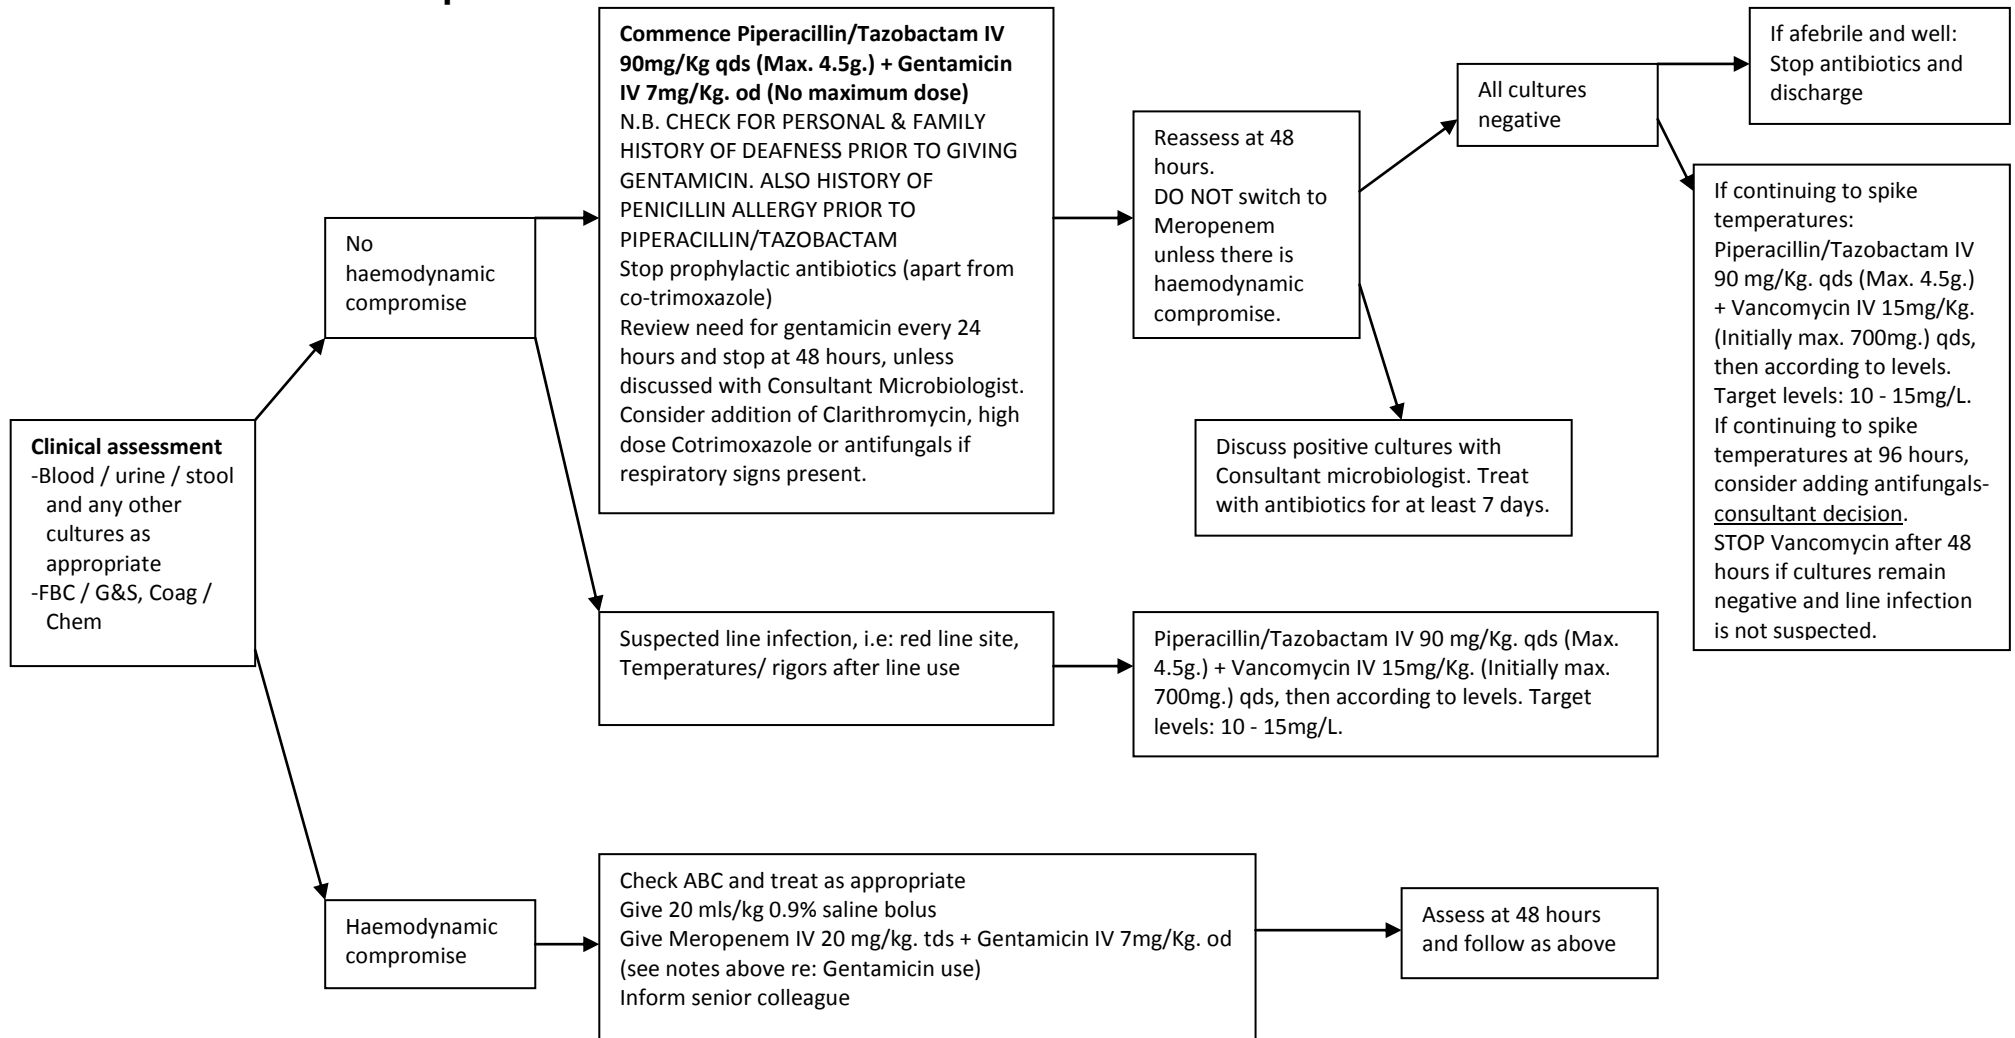 Clinical assessment
-Blood / urine / stool
and any other
cultures as
appropriate
-FBC / G&S, Coag /
Chem
No
haemodynamic
compromise
Commence Piperacillin/Tazobactam IV
90mg/Kg qds (Max. 4.5g.) + Gentamicin
IV 7mg/Kg. od (No maximum dose)
N.B. CHECK FOR PERSONAL & FAMILY
HISTORY OF DEAFNESS PRIOR TO GIVING
GENTAMICIN. ALSO HISTORY OF
PENICILLIN ALLERGY PRIOR TO
PIPERACILLIN/TAZOBACTAM
Stop prophylactic antibiotics (apart from
co-trimoxazole)
Review need for gentamicin every 24
hours and stop at 48 hours, unless
discussed with Consultant Microbiologist.
Consider addition of Clarithromycin, high
dose Cotrimoxazole or antifungals if
respiratory signs present.
Reassess at 48
hours.
DO NOT switch to
Meropenem
unless there is
haemodynamic
compromise.
All cultures
negative
If afebrile and well:
Stop antibiotics and
discharge
If continuing to spike
temperatures:
Piperacillin/Tazobactam IV
90 mg/Kg. qds (Max. 4.5g.)
+ Vancomycin IV 15mg/Kg.
(Initially max. 700mg.) qds,
then according to levels.
Target levels: 10 - 15mg/L.
If continuing to spike
temperatures at 96 hours,
consider adding antifungals-
consultant decision.
STOP Vancomycin after 48
hours if cultures remain
negative and line infection
is not suspected.
Discuss positive cultures with
Consultant microbiologist. Treat
with antibiotics for at least 7 days.
Suspected line infection, i.e: red line site,
Temperatures/ rigors after line use
Piperacillin/Tazobactam IV 90 mg/Kg. qds (Max.
4.5g.) + Vancomycin IV 15mg/Kg. (Initially max.
700mg.) qds, then according to levels. Target
levels: 10 - 15mg/L.
Haemodynamic
compromise
Check ABC and treat as appropriate
Give 20 mls/kg 0.9% saline bolus
Give Meropenem IV 20 mg/kg. tds + Gentamicin IV 7mg/Kg. od
(see notes above re: Gentamicin use)
Inform senior colleague
Assess at 48 hours
and follow as above